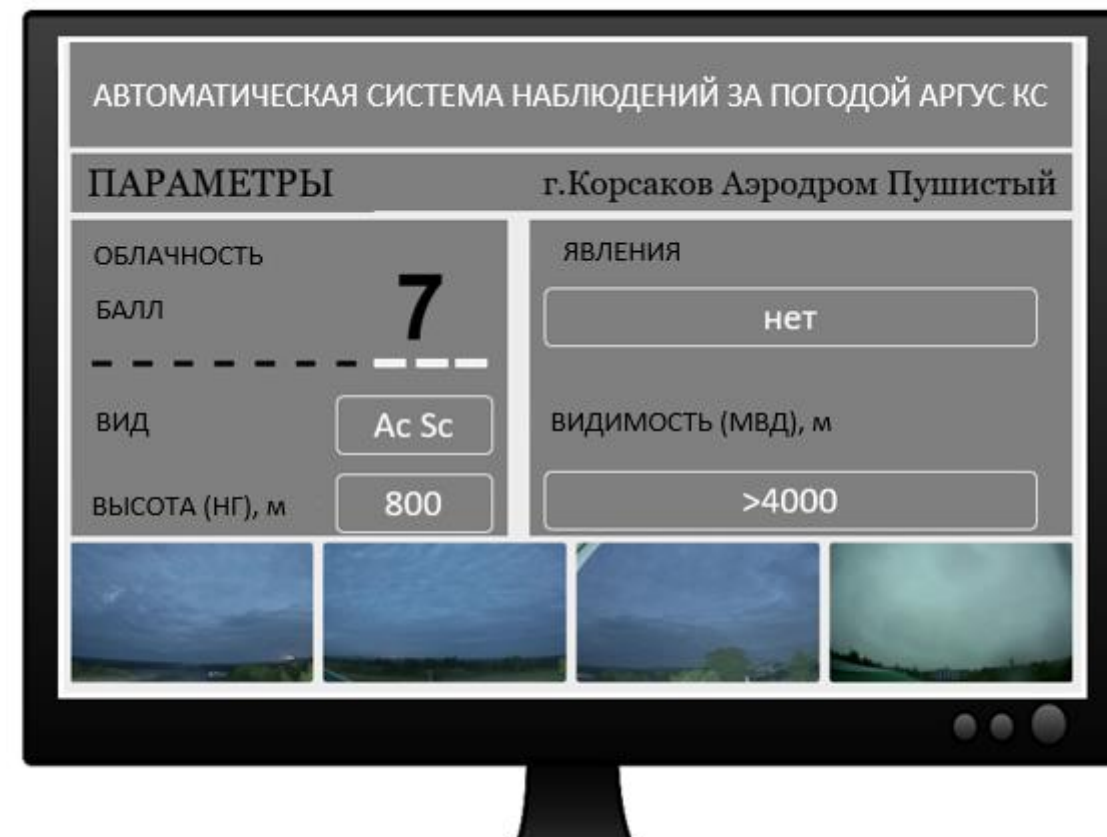 АВТОМАТИЧЕСКАЯ СИСТЕМА НАБЛЮДЕНИЙ ЗА ПОГОДОЙ АРГУС КС
ПАРАМЕТРЫ
г.Корсаков Аэродром Пушистый
ОБЛАЧНОСТЬ
БАЛЛ
7
ВИД
Ac Sc
ВЫСОТА (НГ), м
800
ЯВЛЕНИЯ
нет
ВИДИМОСТЬ (МВД), м
>4000